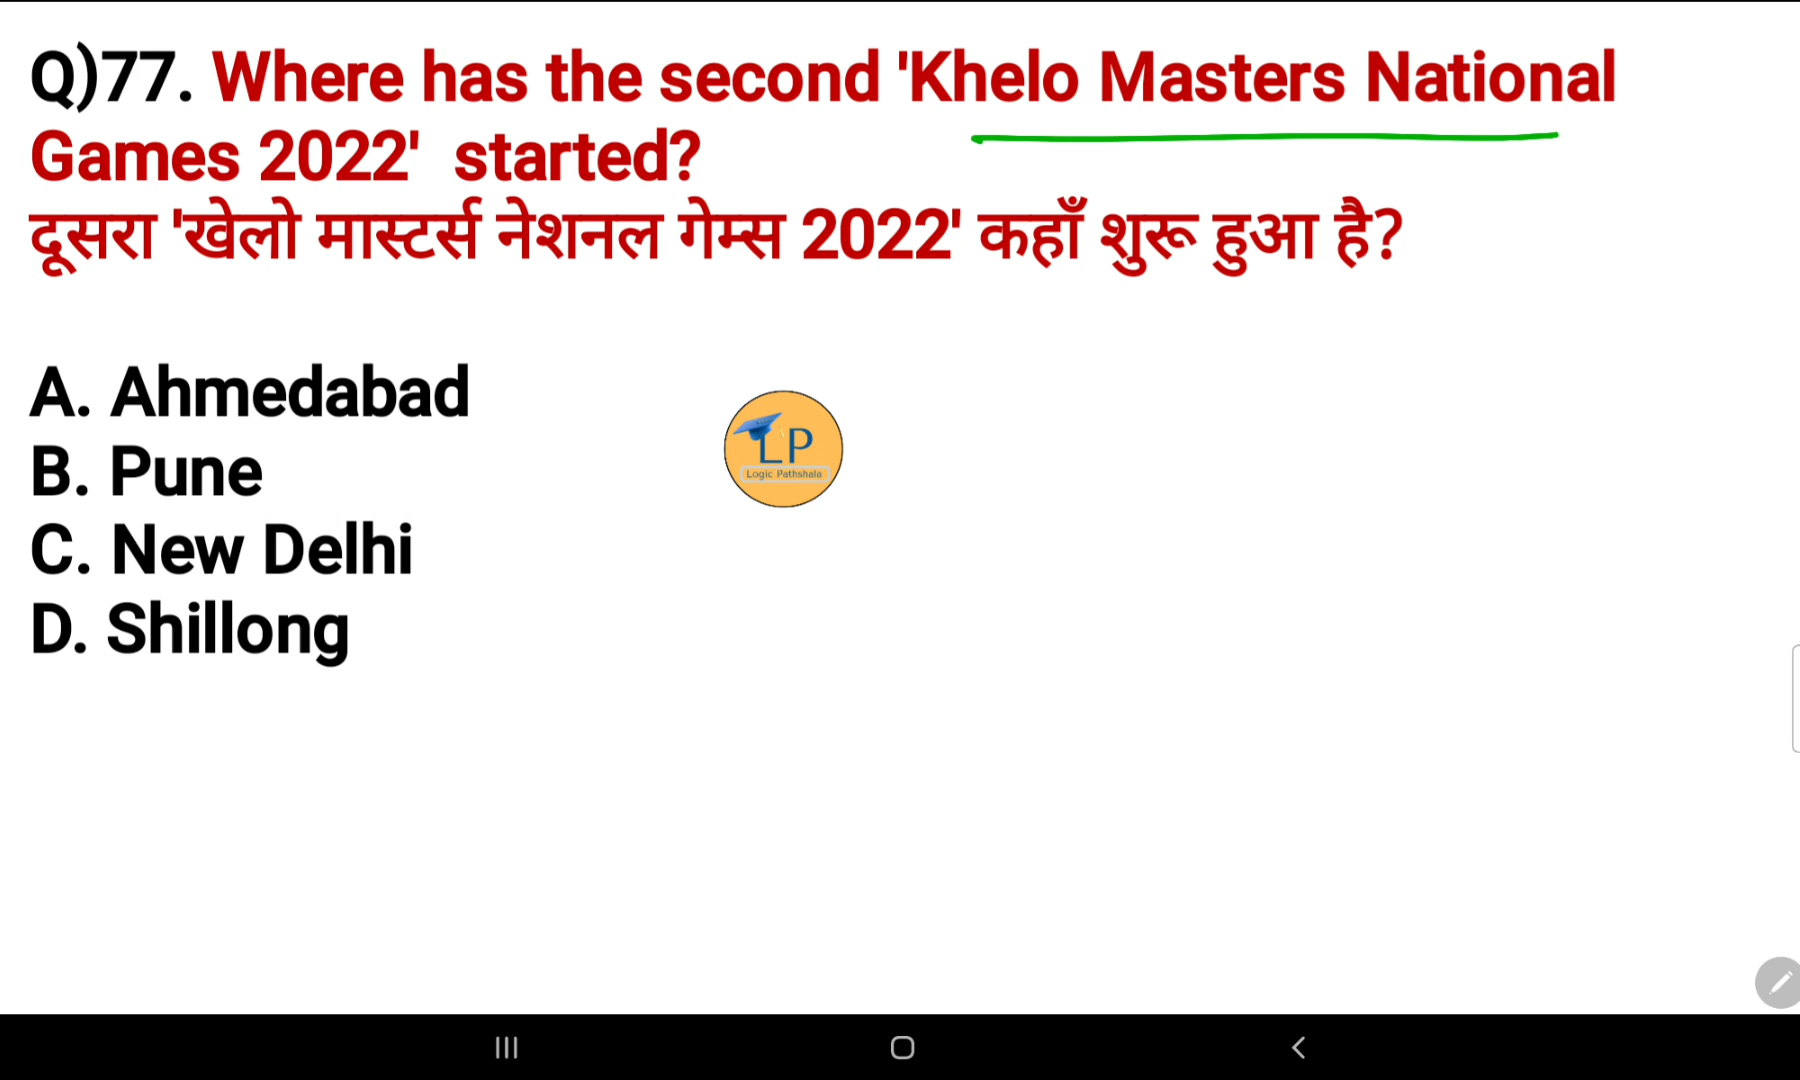 Q)77. Where has the second 'Khelo Masters National
Games 2022' started?
दूसरा 'खेलो मास्टर्स नेशनल गेम्स 2022' कहाँ शुरू हुआ है?
A. Ahmedabad
B. Pune
C. New Delhi
D. Shillong
LP
Logic Pathshala